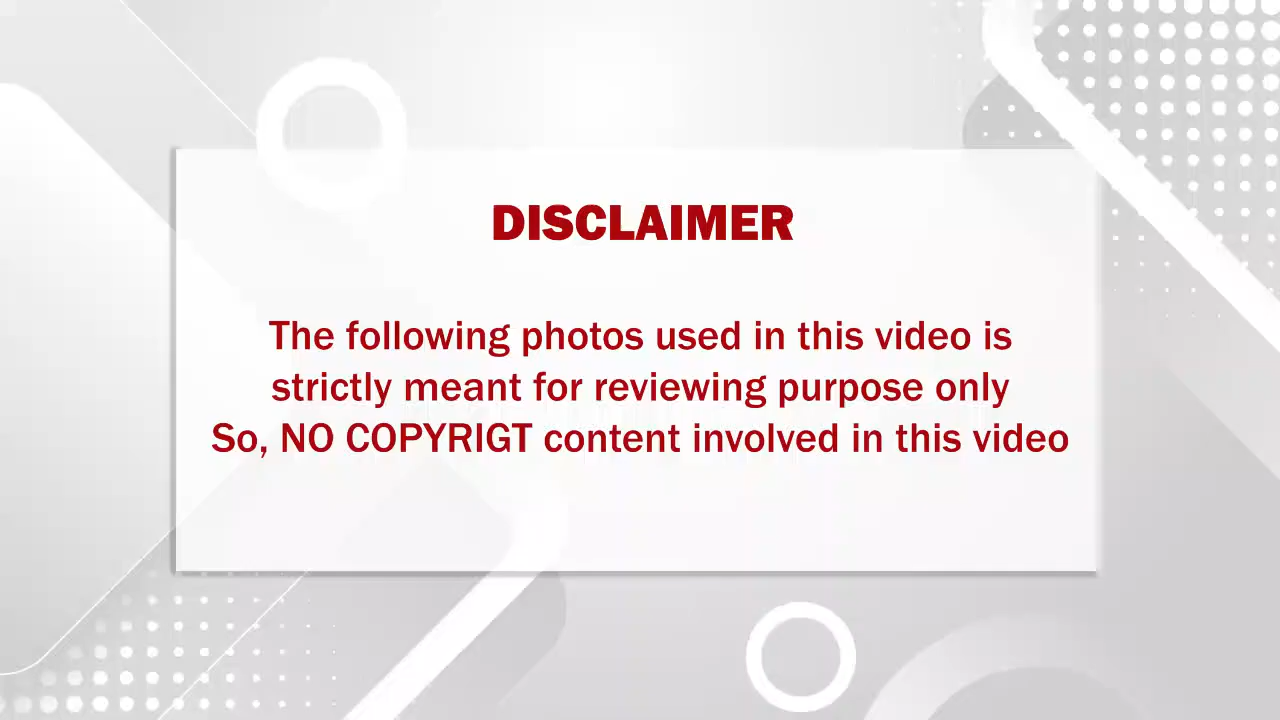 DISCLAIMER
The following photos used in this video is
strictly meant for reviewing purpose only
So, NO COPYRIGT content involved in this video